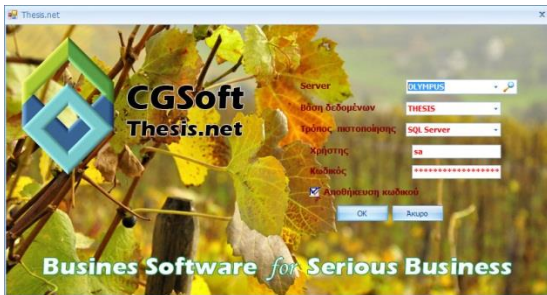 Thesis.net
CGSoft
Thesis.net
Server OLYMPUS
Βάση δεδομένων THESIS
Τρόπος πιστοποίησης SQL Server
Χρήστης sa
Κωδικός ******************
Αποθήκευση κωδικού
OK Άκυρο
Busines Software for Serious Business